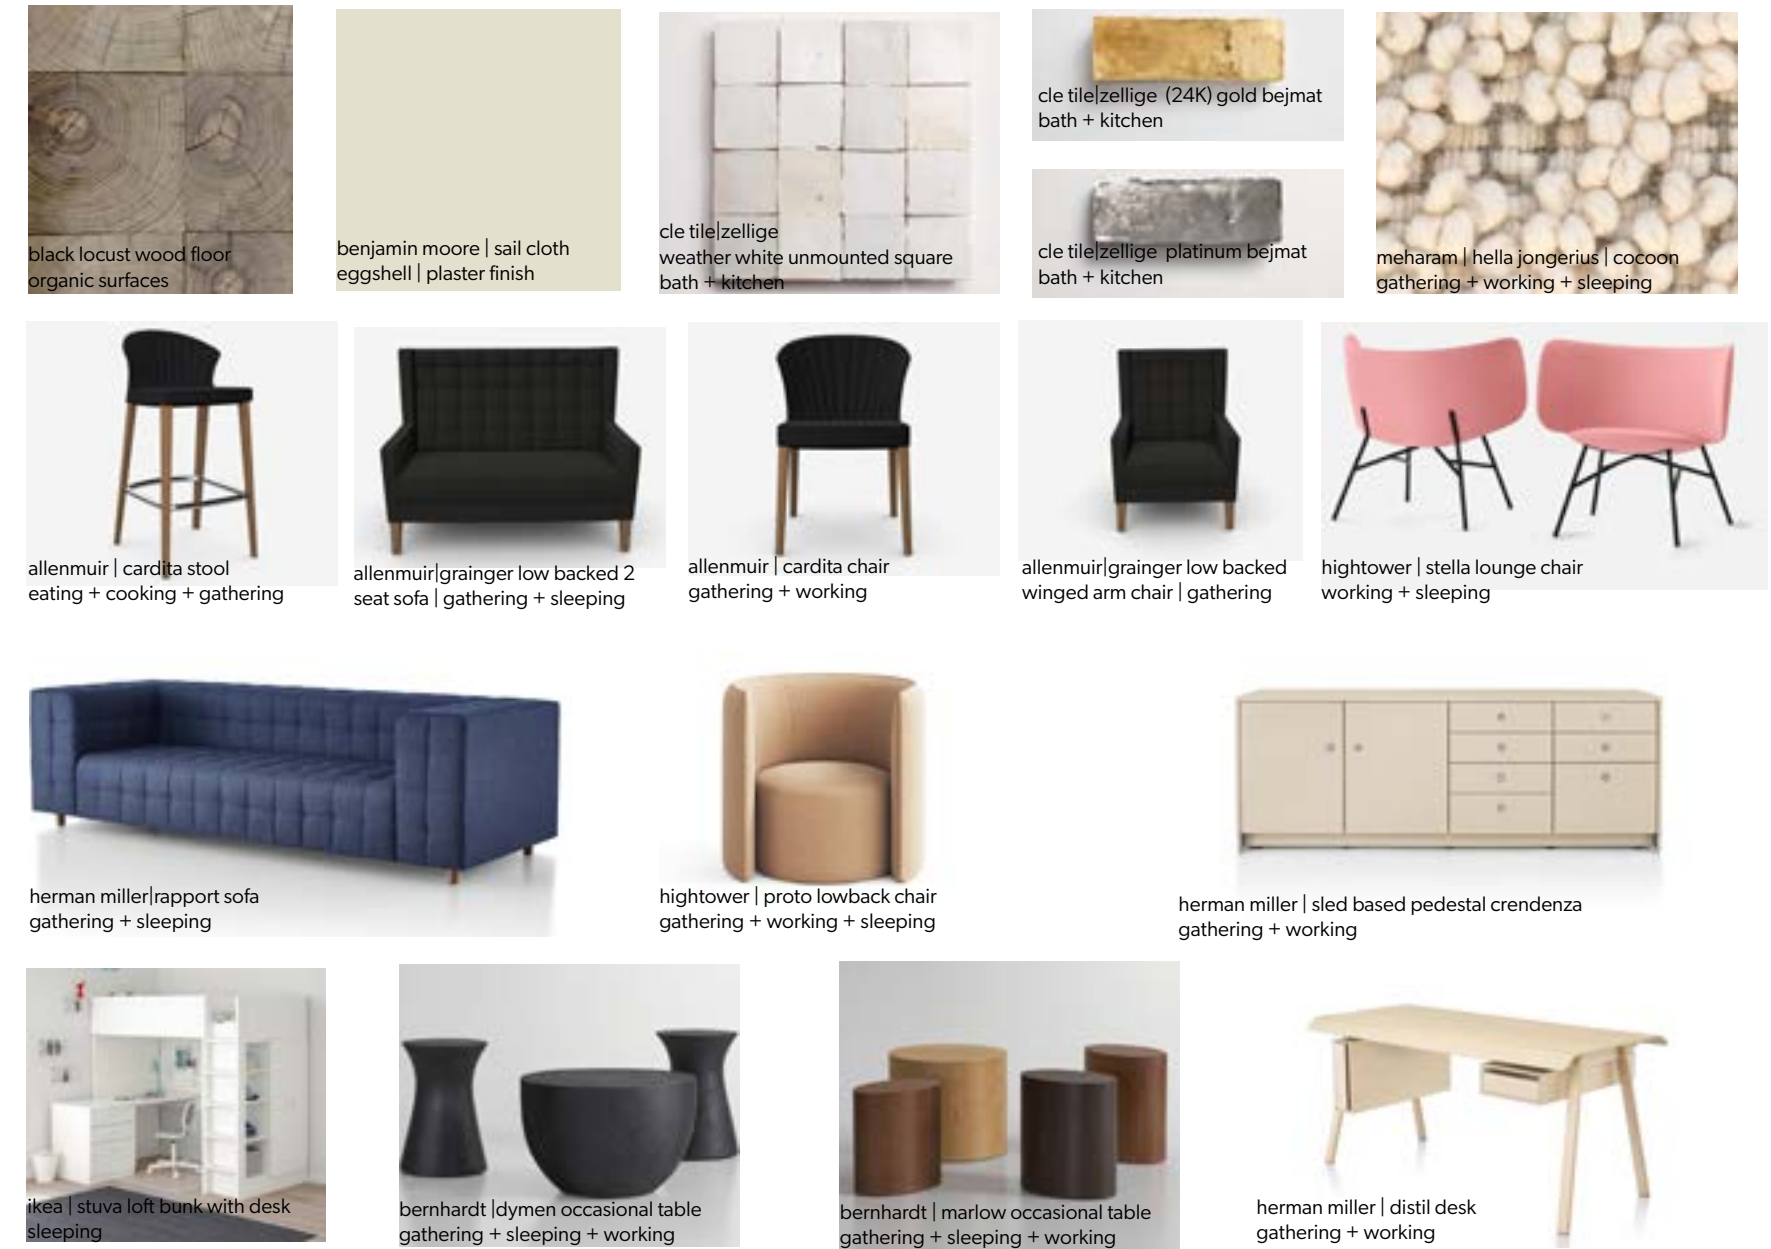 black locust wood floor
organic surfaces
benjamin moore | sail cloth
eggshell | plaster finish
cle tile|zellige
weather white unmounted square
bath + kitchen
cle tile|zellige (24K) gold bejmat
bath + kitchen
cle tile|zellige platinum bejmat
bath + kitchen
meharam | hella jongerius | cocoon
gathering + working + sleeping
allenmuir | cardita stool
eating + cooking + gathering
allenmuir|grainger low backed 2
seat sofa | gathering + sleeping
allenmuir | cardita chair
gathering + working
allenmuir|grainger low backed
winged arm chair | gathering
hightower | stella lounge chair
working + sleeping
herman miller|rapport sofa
gathering + sleeping
hightower | proto lowback chair
gathering + working + sleeping
herman miller | sled based pedestal crendenza
gathering + working
ikea | stuva loft bunk with desk
sleeping
bernhardt |dymen occasional table
gathering + sleeping + working
bernhardt | marlow occasional table
gathering + sleeping + working
herman miller | distil desk
gathering + working